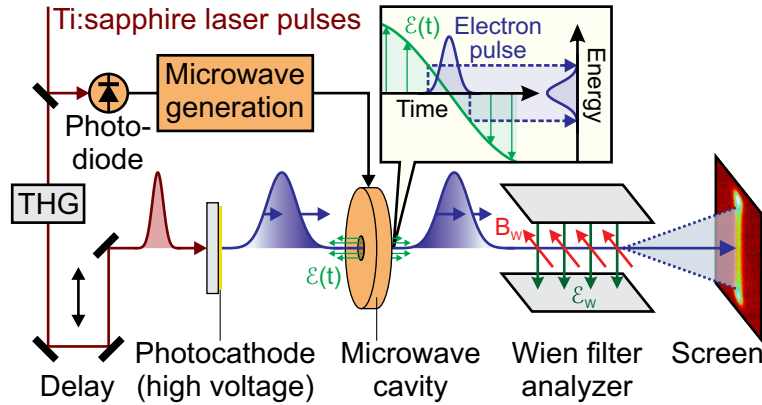 Ti:sapphire laser pulses
Microwave
generation
Photo-
diode
THG
Delay
Photocathode
(high voltage)
ℰ(t)
Microwave
cavity
ℰ(t)
Electron
pulse
Time
Energy
B_W
ℰ_W
Wien filter
analyzer
Screen